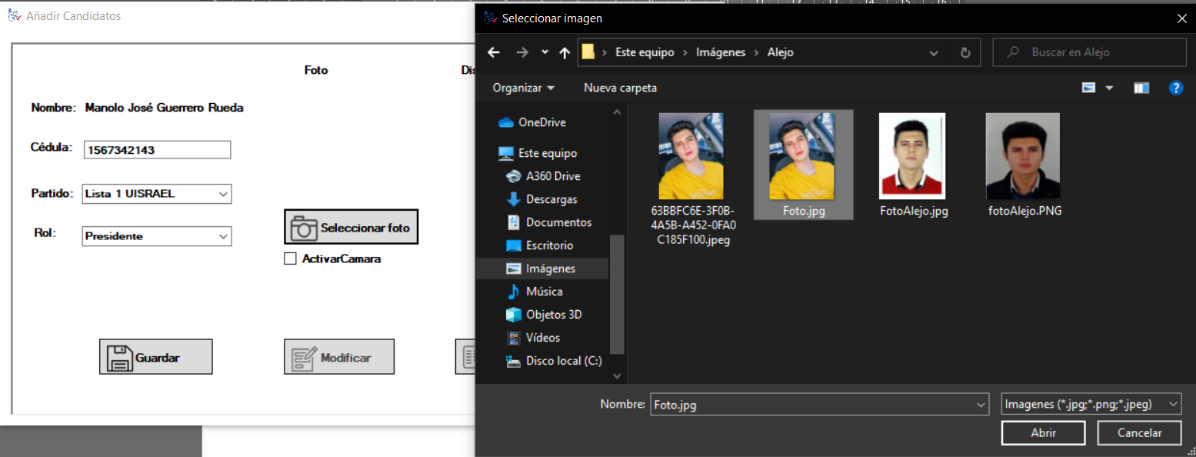 Añadir Candidatos
Foto
Nombre: Manolo José Guerrero Rueda
Cédula: 1567342143
Partido: Lista 1 UISRAEL
Rol: Presidente
Seleccionar foto
ActivarCamara
Guardar
Modificar
Seleccionar imagen
Este equipo > Imágenes > Alejo
Buscar en Alejo
Organizar
Nueva carpeta
?
OneDrive
Este equipo
A360 Drive
Descargas
Documentos
Escritorio
Imágenes
Música
Objetos 3D
Vídeos
Disco local (C:)
63BBFC6E-3F0B-
4A5B-A452-0FA0
C185F100.jpeg
Foto.jpg
FotoAlejo.jpg
fotoAlejo.PNG
Nombre: Foto.jpg
Imagenes (*.jpg;*.png;*.jpeg)
Abrir
Cancelar